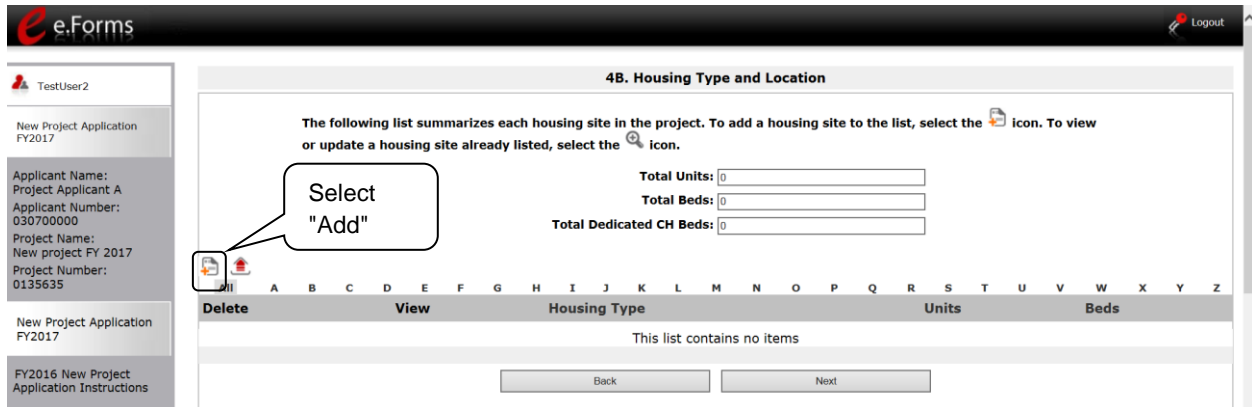 e e.Forms
Logout
TestUser2
New Project Application
FY2017
Applicant Name:
Project Applicant A
Applicant Number:
030700000
Project Name:
New project FY 2017
Project Number:
0135635
New Project Application
FY2017
FY2016 New Project
Application Instructions
4B. Housing Type and Location
The following list summarizes each housing site in the project. To add a housing site to the list, select the icon. To view
or update a housing site already listed, select the icon.
Total Units: 0
Total Beds: 0
Total Dedicated CH Beds: 0
Select
"Add"
All A B C D E F G H I J K L M N O P Q R S T U V W X Y Z
Delete View Housing Type Units Beds
This list contains no items
Back Next